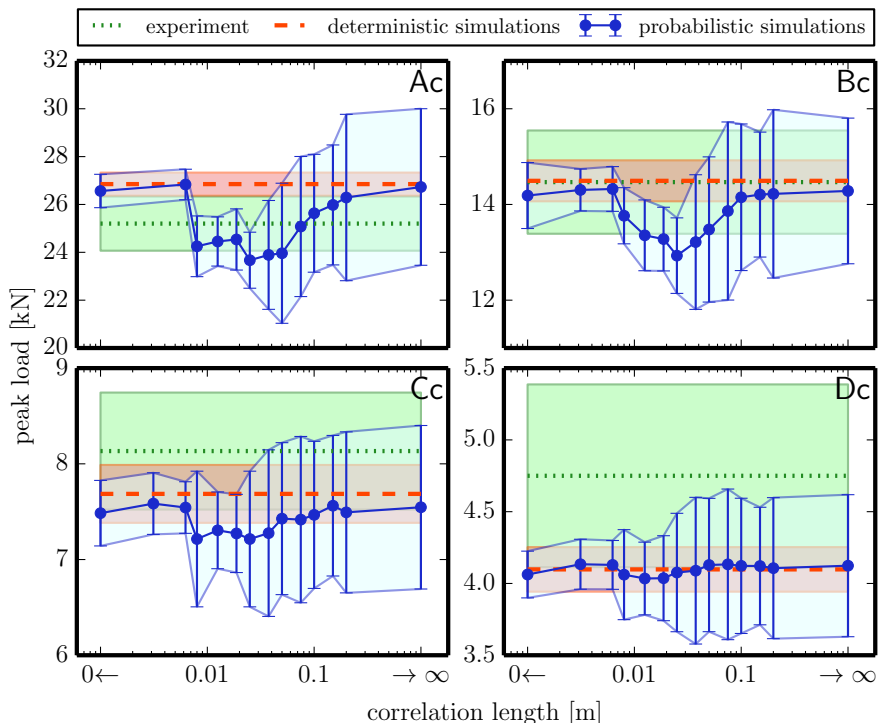 experiment deterministic simulations probabilistic simulations
32 Ac Bc
30 16
28
26 14
24
22 12
20
peak load [kN]
9 Cc 5.5 Dc
5.0
8
4.5
7
4.0
6 3.5
0← 0.01 0.1 →∞ 0← 0.01 0.1 →∞
correlation length [m]